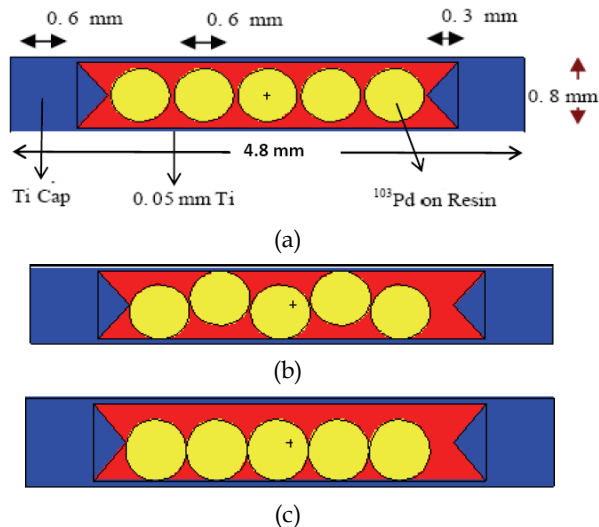 0. 6 mm 0. 6 mm 0. 3 mm
0. 8 mm
4.8 mm
Ti Cap 0. 05 mm Ti ¹⁰³Pd on Resin
(a)
(b)
(c)